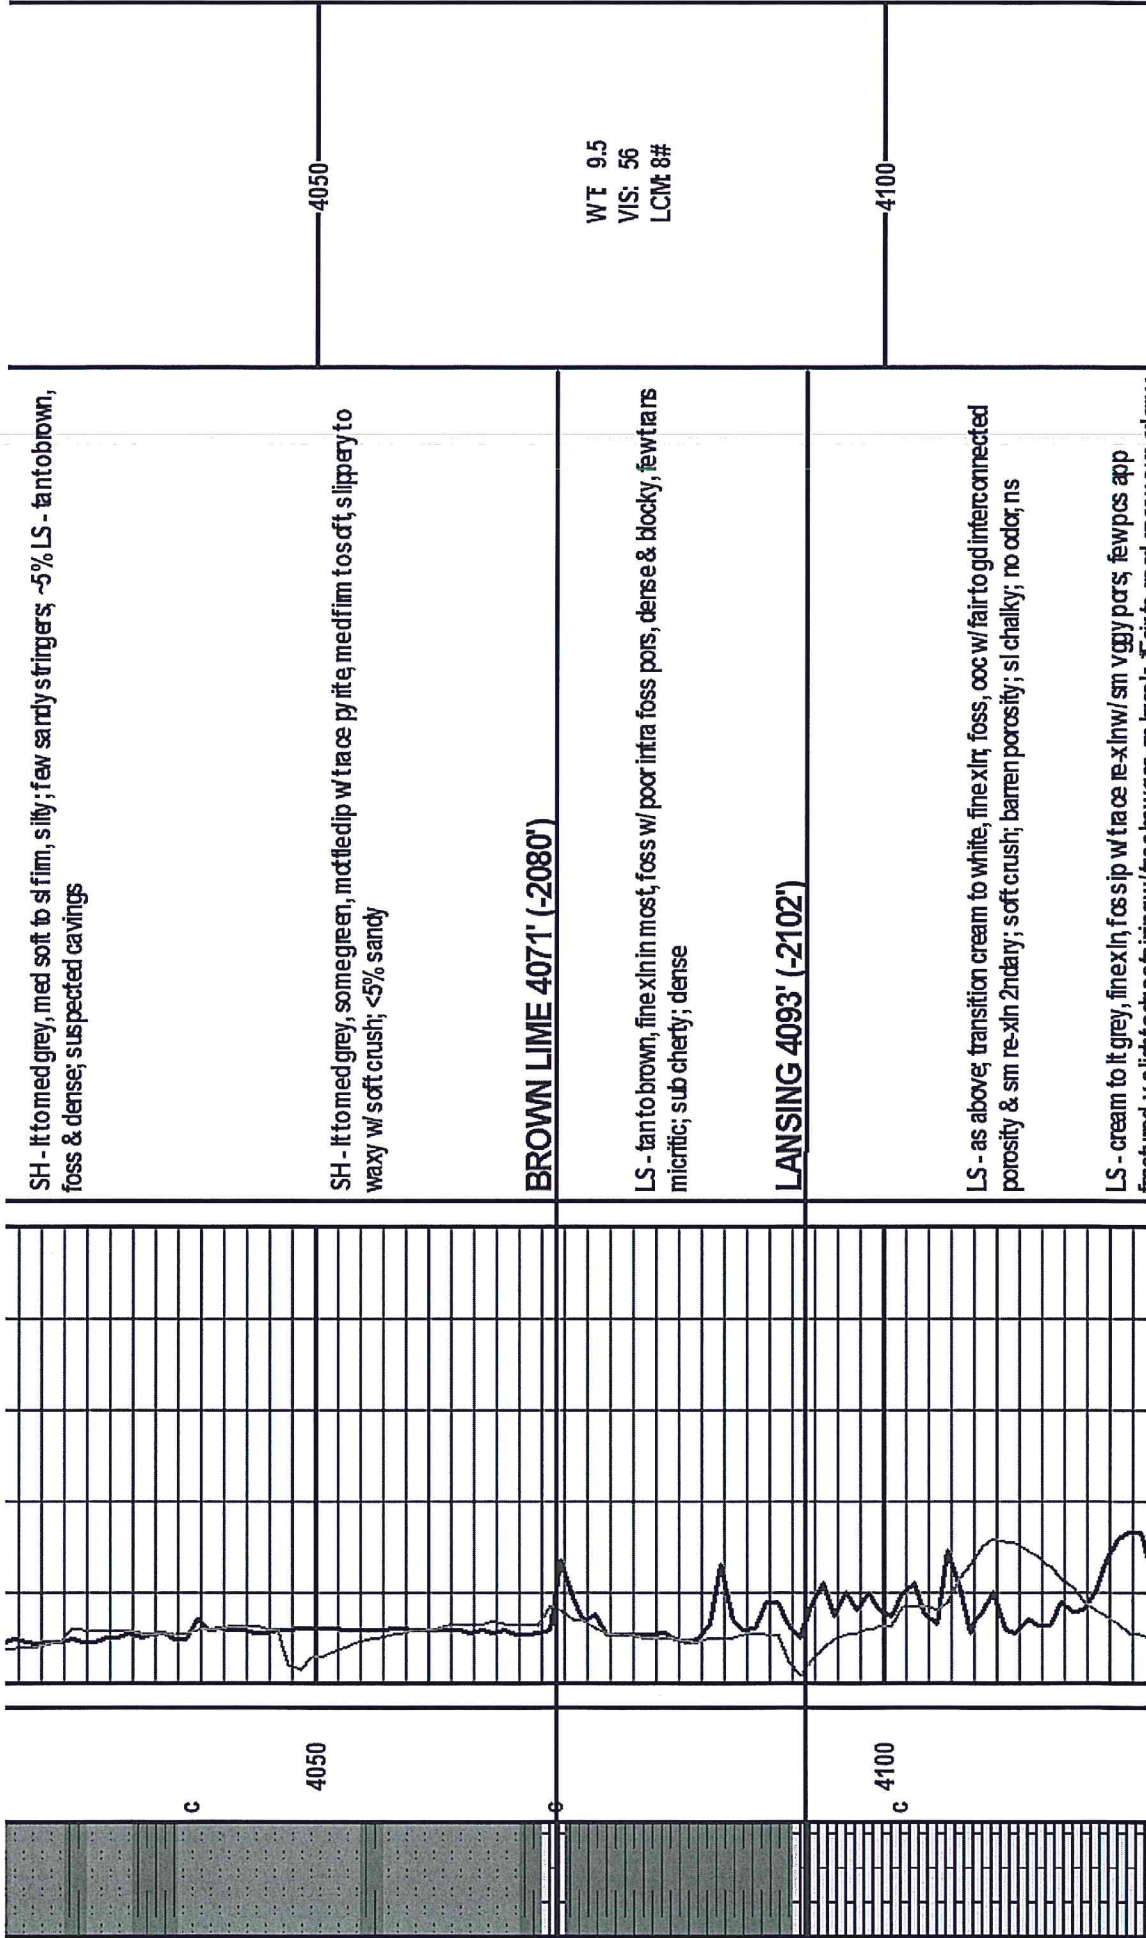 SH - lt to med grey, med soft to sl firm, silty; few sandy stringers; ~5% LS - tan to brown,
foss & dense; suspected cavings
4050
SH - lt to med grey, some green, mottled ip w/ trace pyrite, med firm to soft, slippery to
waxy w/ soft crush; <5% sandy
BROWN LIME 4071' (-2080')
WT: 9.5
VIS: 56
LCM: 8#
LS - tan to brown, fine xln in most, foss w/ poor intra foss pors, dense & blocky, few trans
micritic; sub cherty; dense
LANSING 4093' (-2102')
4100
LS - as above; transition cream to white, fine xln; foss, occ w/ fair to gd interconnected
porosity & sm re-xln 2ndary; soft crush; barren porosity; sl chalky; no odor, ns
LS - cream to lt grey, fine xln, foss ip w/ trace re-xln w/ sm vggy pors; few pcs app
C
4050
C
4100
C